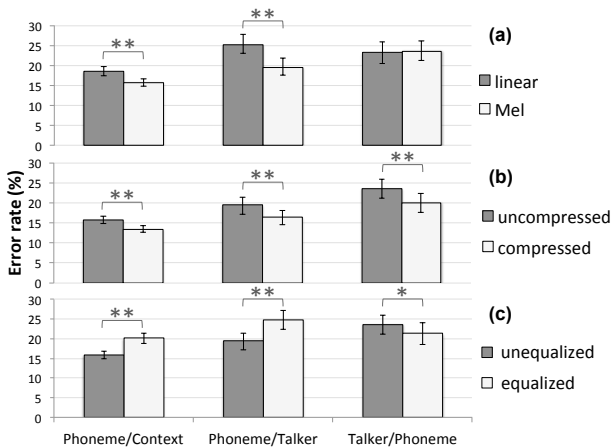 Error rate (%)
(a)
linear
Mel
30
25
20
15
10
5
0
**
**
(b)
uncompressed
compressed
30
25
20
15
10
5
0
**
**
**
(c)
unequalized
equalized
30
25
20
15
10
5
0
**
**
*
Phoneme/Context
Phoneme/Talker
Talker/Phoneme